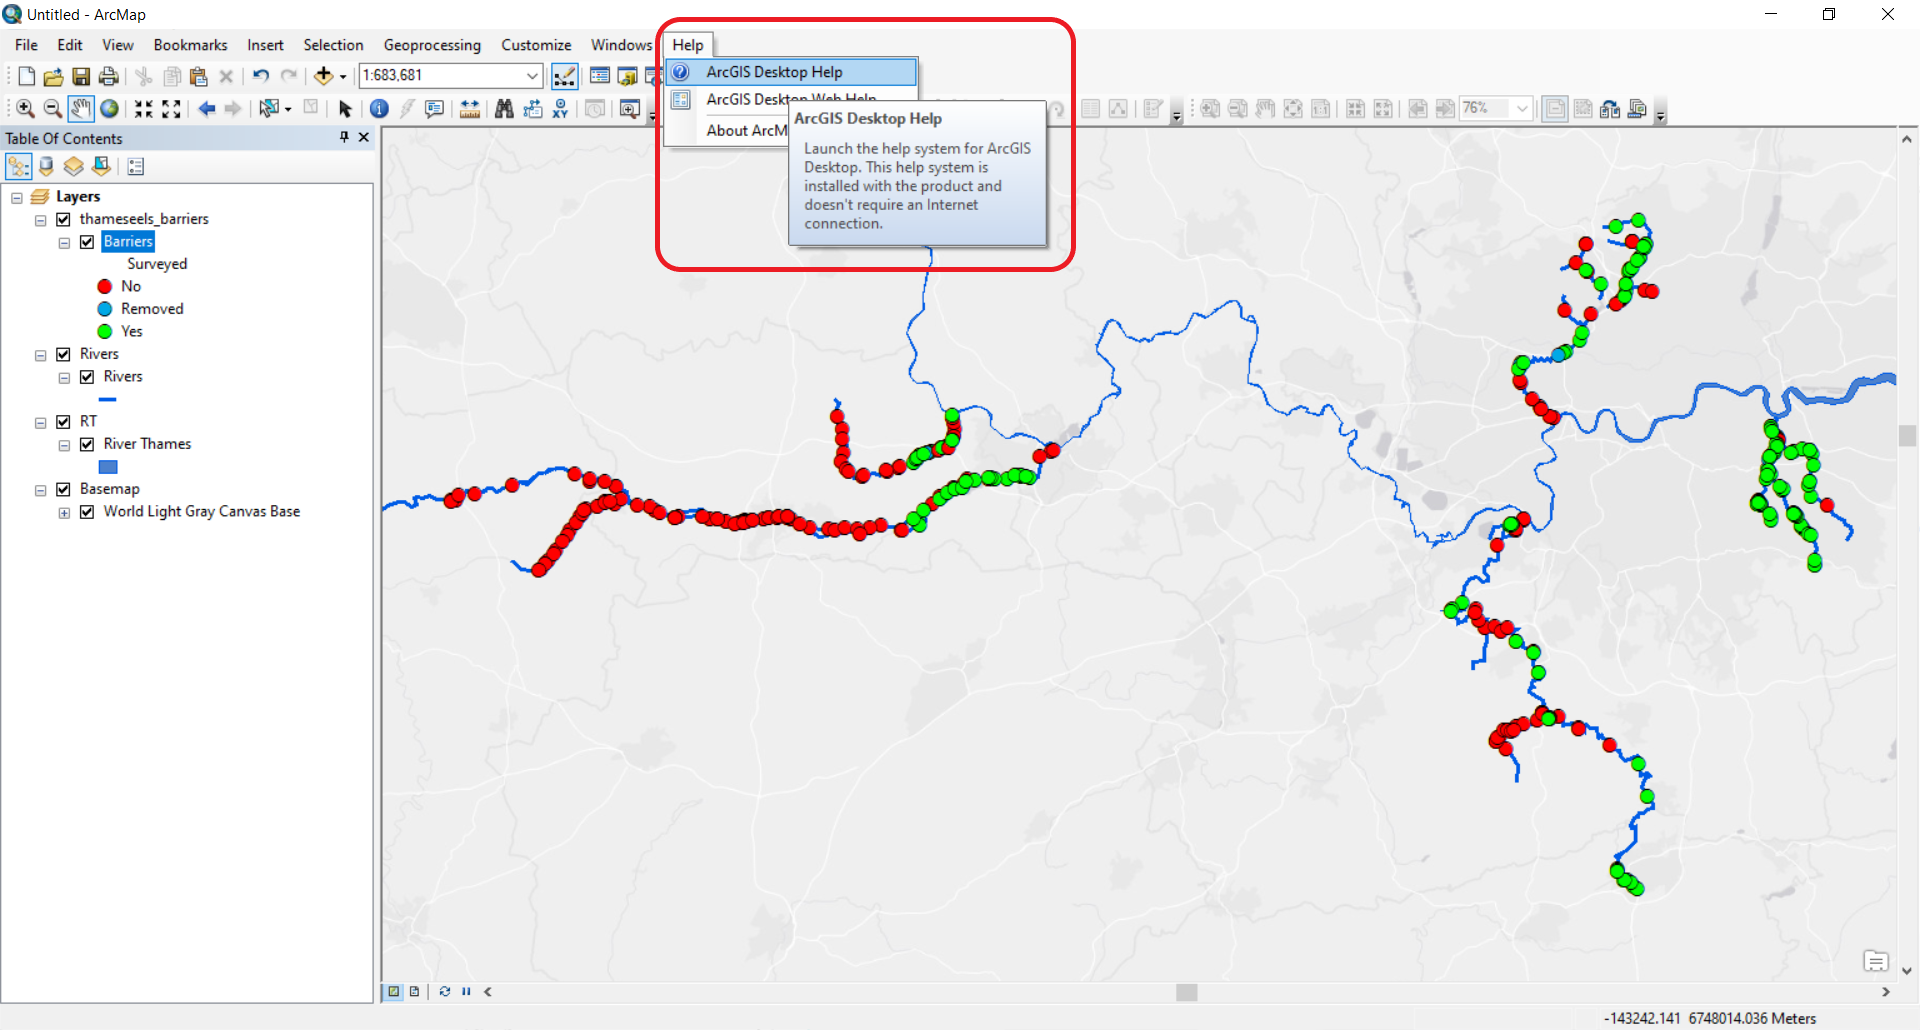 Untitled - ArcMap
File Edit View Bookmarks Insert Selection Geoprocessing Customize Windows Help
1:683,681
ArcGIS Desktop Help
ArcGIS Desktop Web Help
About ArcM
ArcGIS Desktop Help
Launch the help system for ArcGIS
Desktop. This help system is
installed with the product and
doesn't require an Internet
connection.
XY
76%
Table Of Contents
Layers
thameseels_barriers
Barriers
Surveyed
No
Removed
Yes
Rivers
Rivers
RT
River Thames
Basemap
World Light Gray Canvas Base
-143242.141 6748014.036 Meters